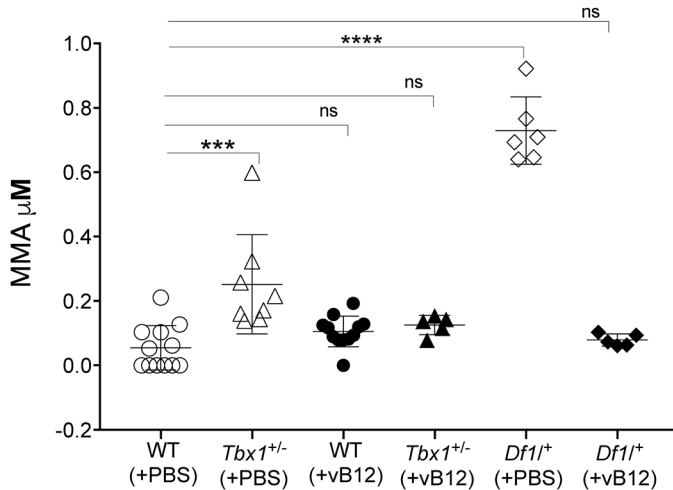 ns
****
ns
ns
***
1.0
0.8
0.6
0.4
0.2
0.0
-0.2
MMA μM
WT
(+PBS)
Tbx1+/-
(+PBS)
WT
(+vB12)
Tbx1+/-
(+vB12)
Df1/+
(+PBS)
Df1/+
(+vB12)